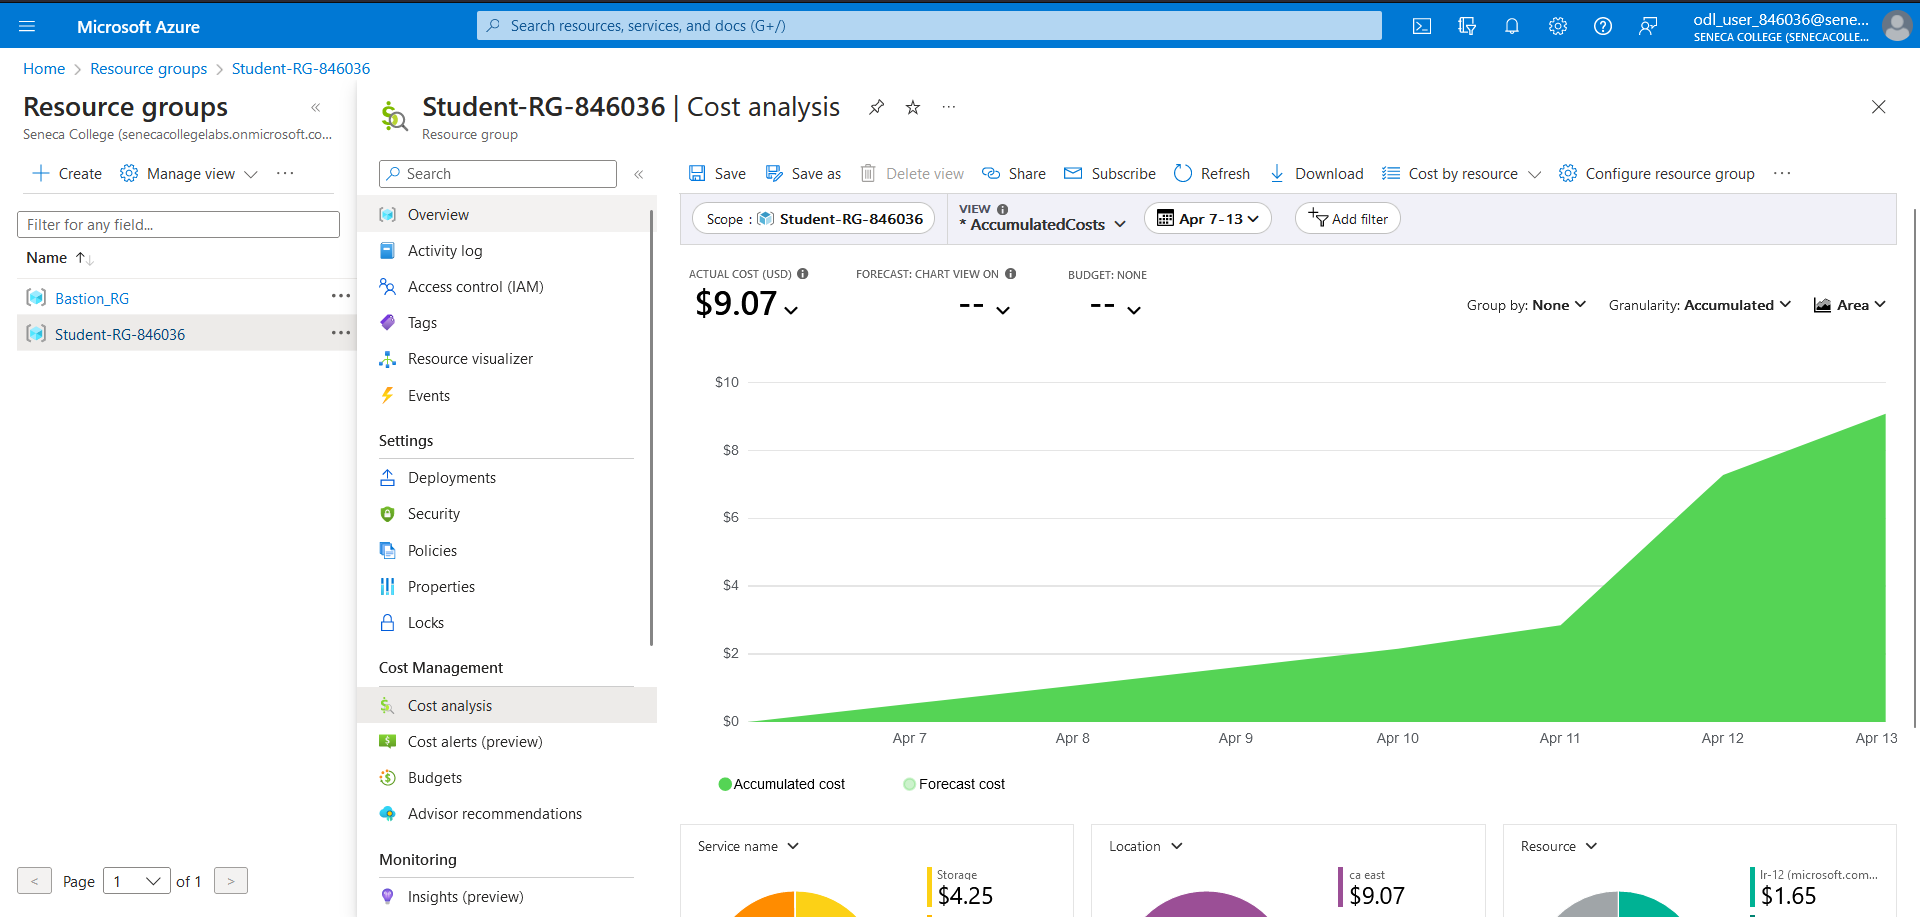 Microsoft Azure
Search resources, services, and docs (G+/)
odl_user_846036@sene...
SENECA COLLEGE (SENECACOLLE...
Home > Resource groups > Student-RG-846036
Resource groups
Seneca College (senecacollegelabs.onmicrosoft.co...
Create
Manage view
Filter for any field...
Name
Bastion_RG
Student-RG-846036
< Page 1 of 1 >
Student-RG-846036 | Cost analysis
Resource group
Search
Overview
Activity log
Access control (IAM)
Tags
Resource visualizer
Events
Settings
Deployments
Security
Policies
Properties
Locks
Cost Management
Cost analysis
Cost alerts (preview)
Budgets
Advisor recommendations
Monitoring
Insights (preview)
Save Save as Delete view Share Subscribe Refresh Download Cost by resource Configure resource group
Scope : Student-RG-846036
VIEW
* AccumulatedCosts
Apr 7-13
Add filter
ACTUAL COST (USD)
$9.07
FORECAST: CHART VIEW ON
--
BUDGET: NONE
--
Group by: None Granularity: Accumulated Area
$10
$8
$6
$4
$2
$0
Apr 7 Apr 8 Apr 9 Apr 10 Apr 11 Apr 12 Apr 13
Accumulated cost Forecast cost
Service name
Storage
$4.25
Location
ca east
$9.07
Resource
lr-12 (microsoft.com...
$1.65